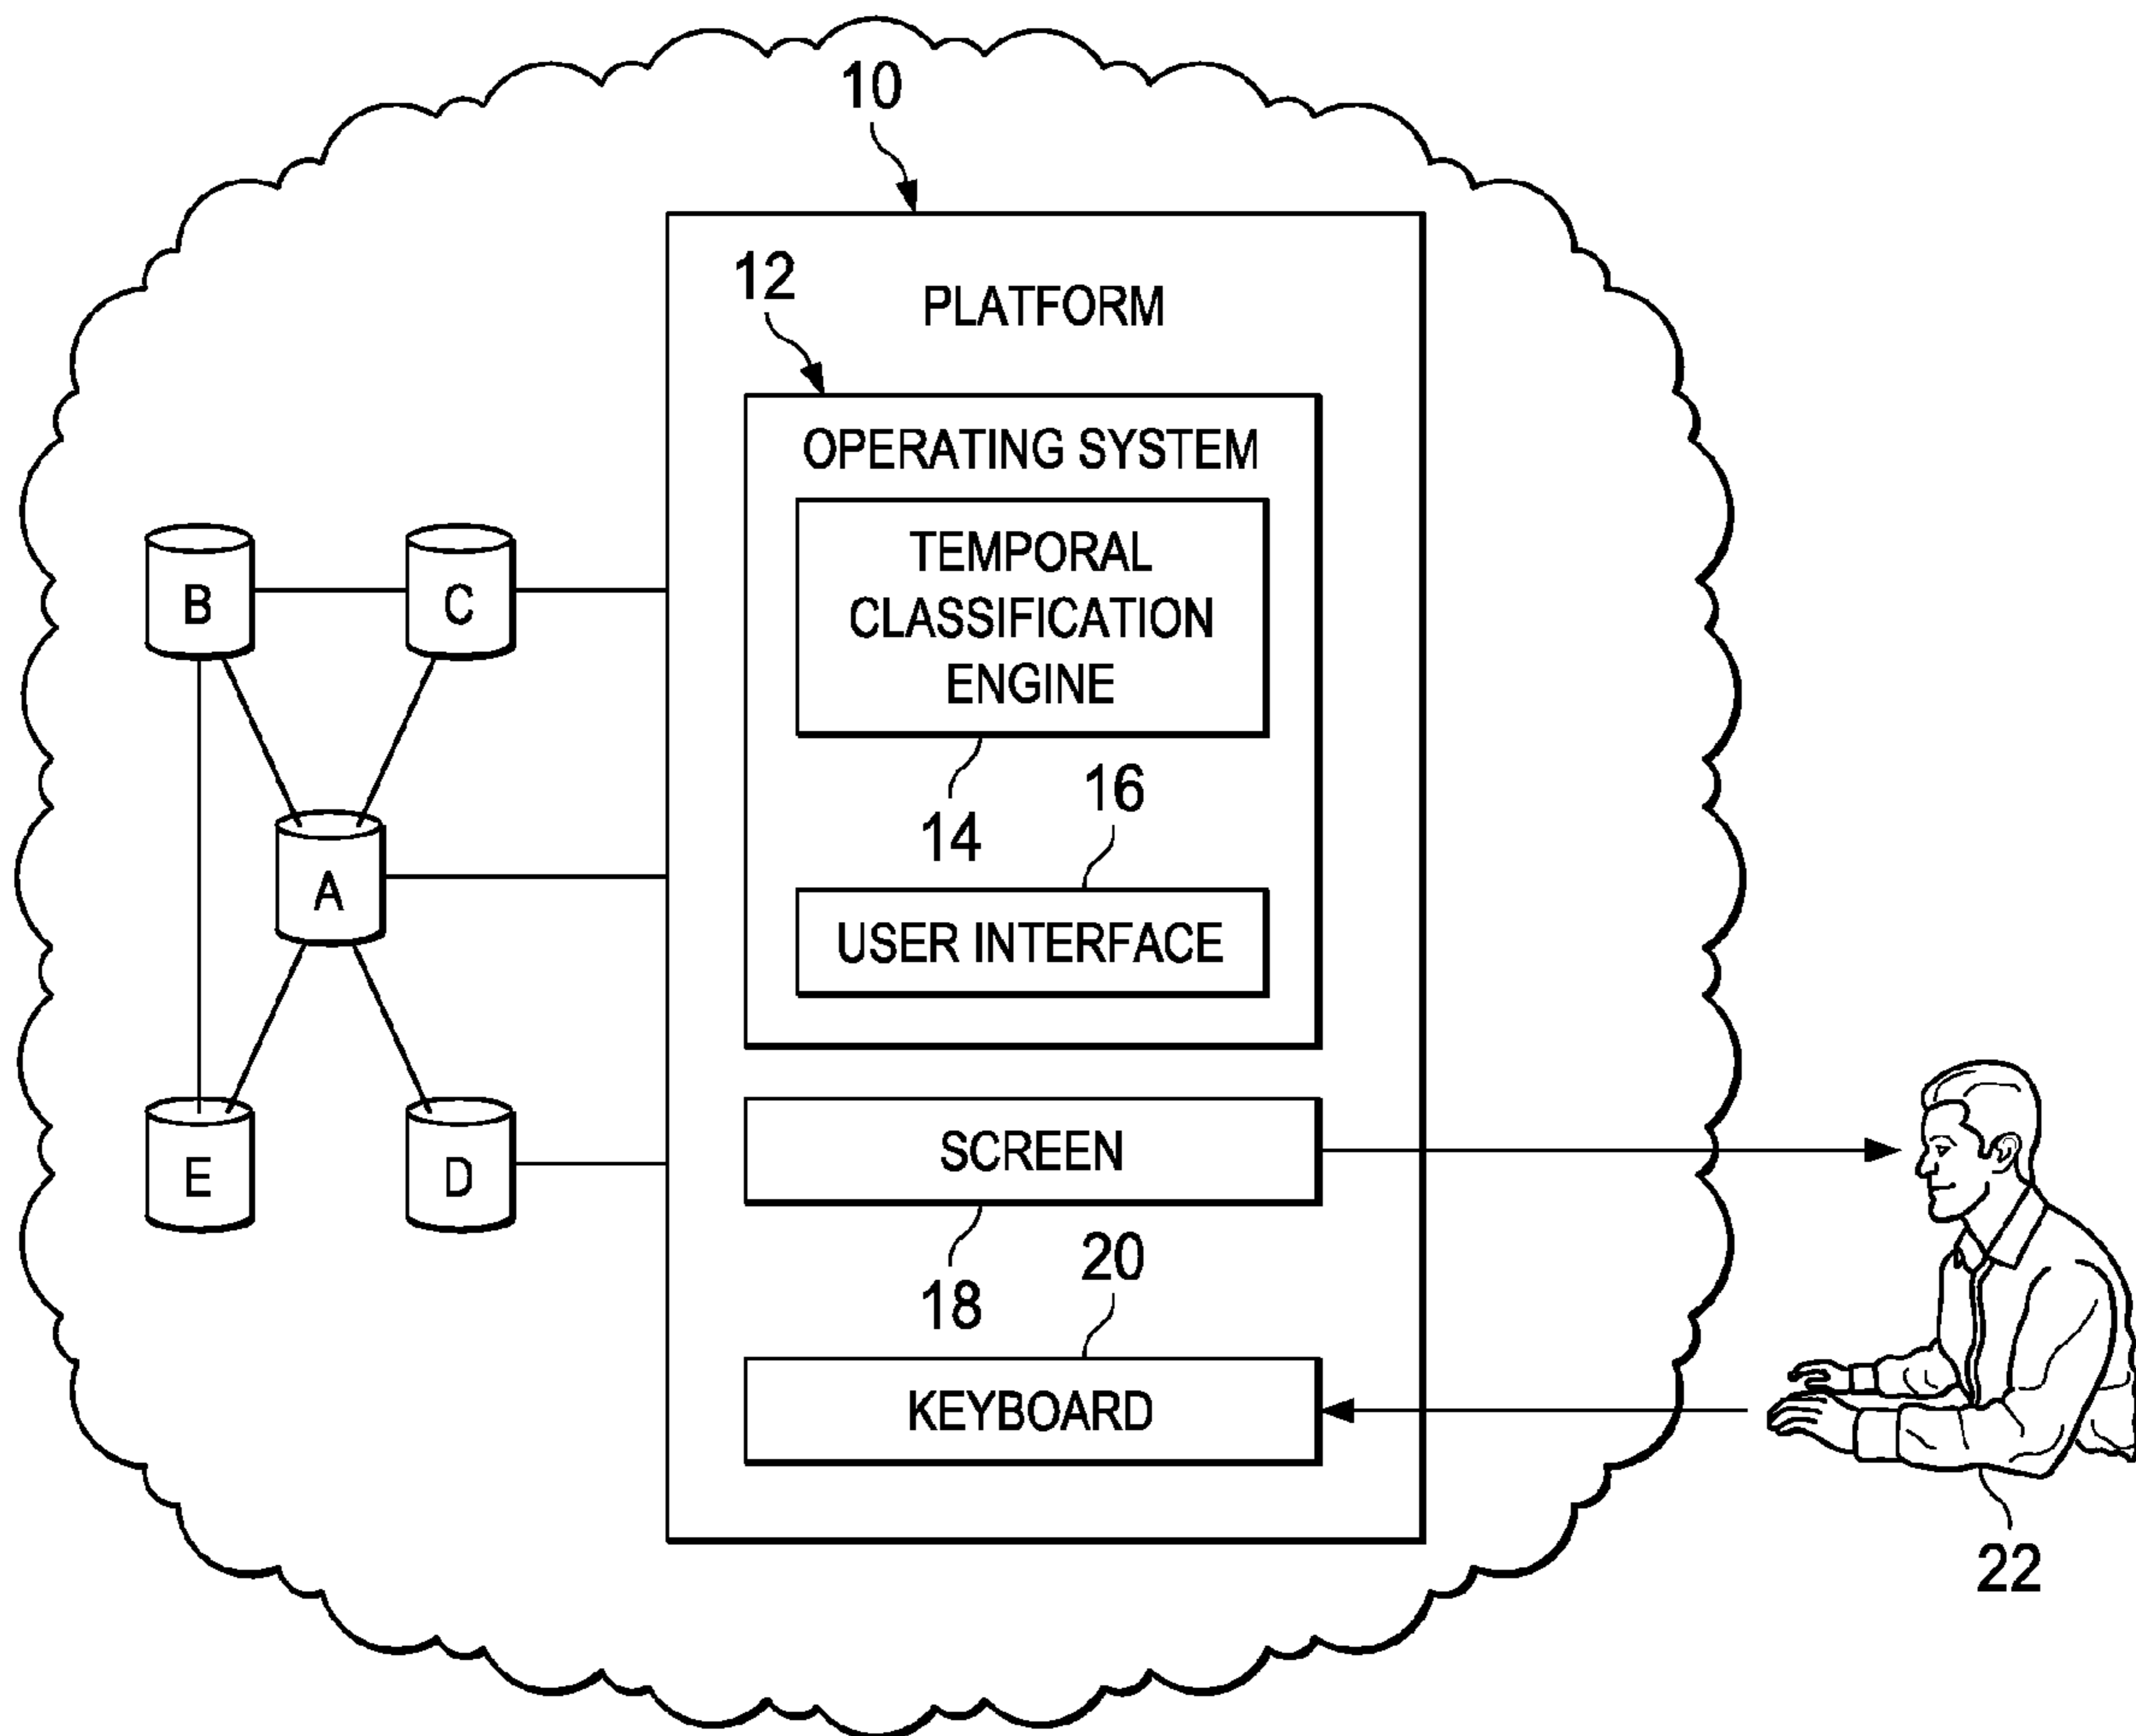 10
12
PLATFORM
OPERATING SYSTEM
TEMPORAL
CLASSIFICATION
ENGINE
B
C
14
16
A
USER INTERFACE
E
D
SCREEN
18
20
KEYBOARD
22